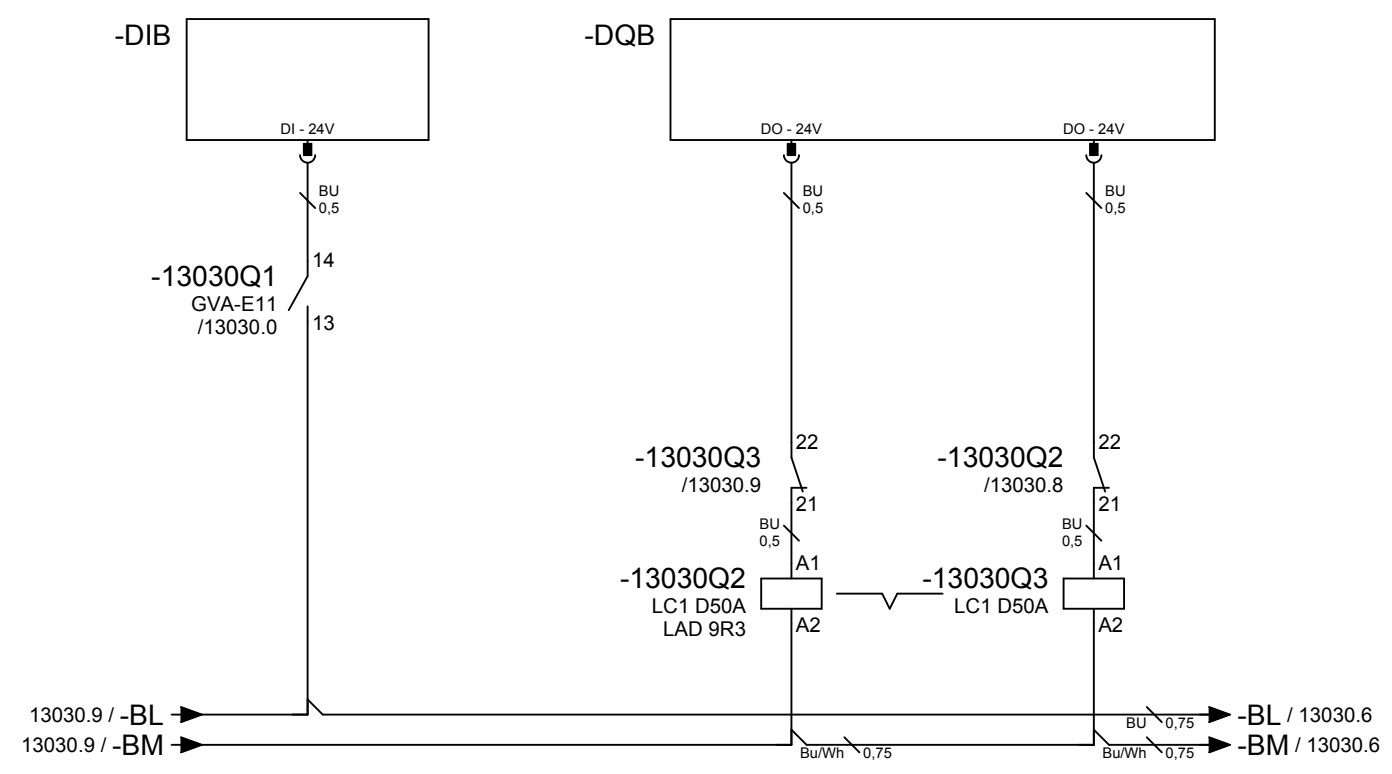 -DIB
DI - 24V
-DQB
DO - 24V
DO - 24V
BU
0,5
BU
0,5
BU
0,5
14
-13030Q1
GVA-E11
/13030.0
13
22
-13030Q3
/13030.9
21
22
-13030Q2
/13030.8
21
BU
0,5
BU
0,5
A1
-13030Q2
LC1 D50A
LAD 9R3
A2
A1
-13030Q3
LC1 D50A
A2
13030.9 / -BL
BU 0,75
-BL / 13030.6
13030.9 / -BM
Bu/Wh 0,75
Bu/Wh 0,75
-BM / 13030.6